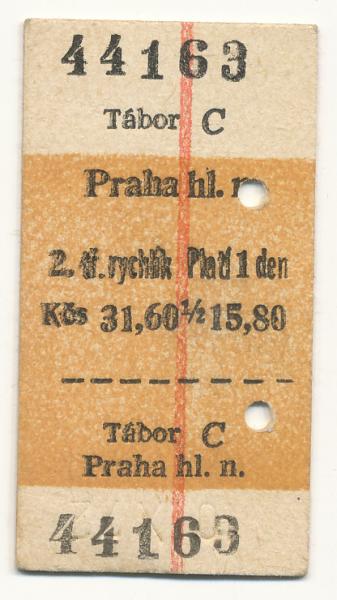 44163
Tábor C
Praha hl. n.
2. tř. rychlík Platí 1 den
Kčs 31,60 ½ 15,80
Tábor C
Praha hl. n.
44163